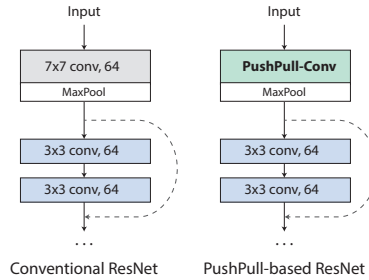 Input
7x7 conv, 64
MaxPool
3x3 conv, 64
3x3 conv, 64
...
Conventional ResNet
Input
PushPull-Conv
MaxPool
3x3 conv, 64
3x3 conv, 64
...
PushPull-based ResNet